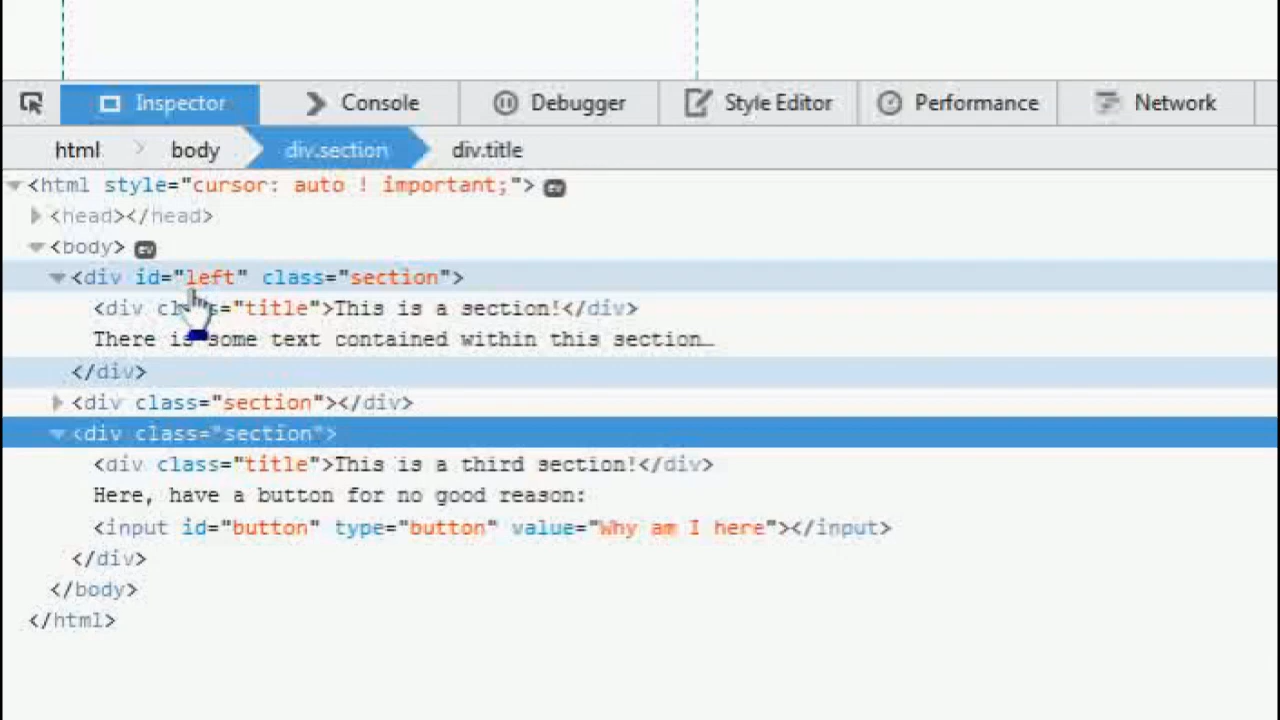 Inspector Console Debugger Style Editor Performance Network
html body div.section div.title
<html style="cursor: auto ! important;"> ev
<head></head>
<body> ev
<div id="left" class="section">
<div class="title">This is a section!</div>
There is some text contained within this section…
</div>
<div class="section"></div>
<div class="section">
<div class="title">This is a third section!</div>
Here, have a button for no good reason:
<input id="button" type="button" value="Why am I here"></input>
</div>
</body>
</html>